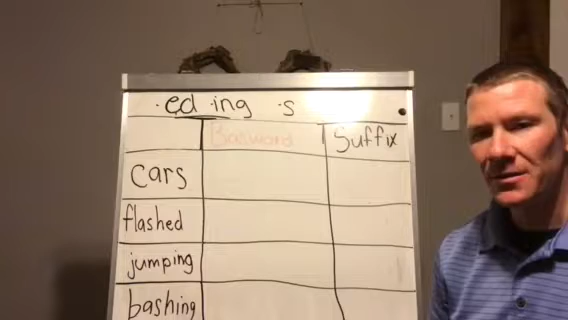 ·ed ·ing ·s
Baseword Suffix
cars
flashed
jumping
bashing